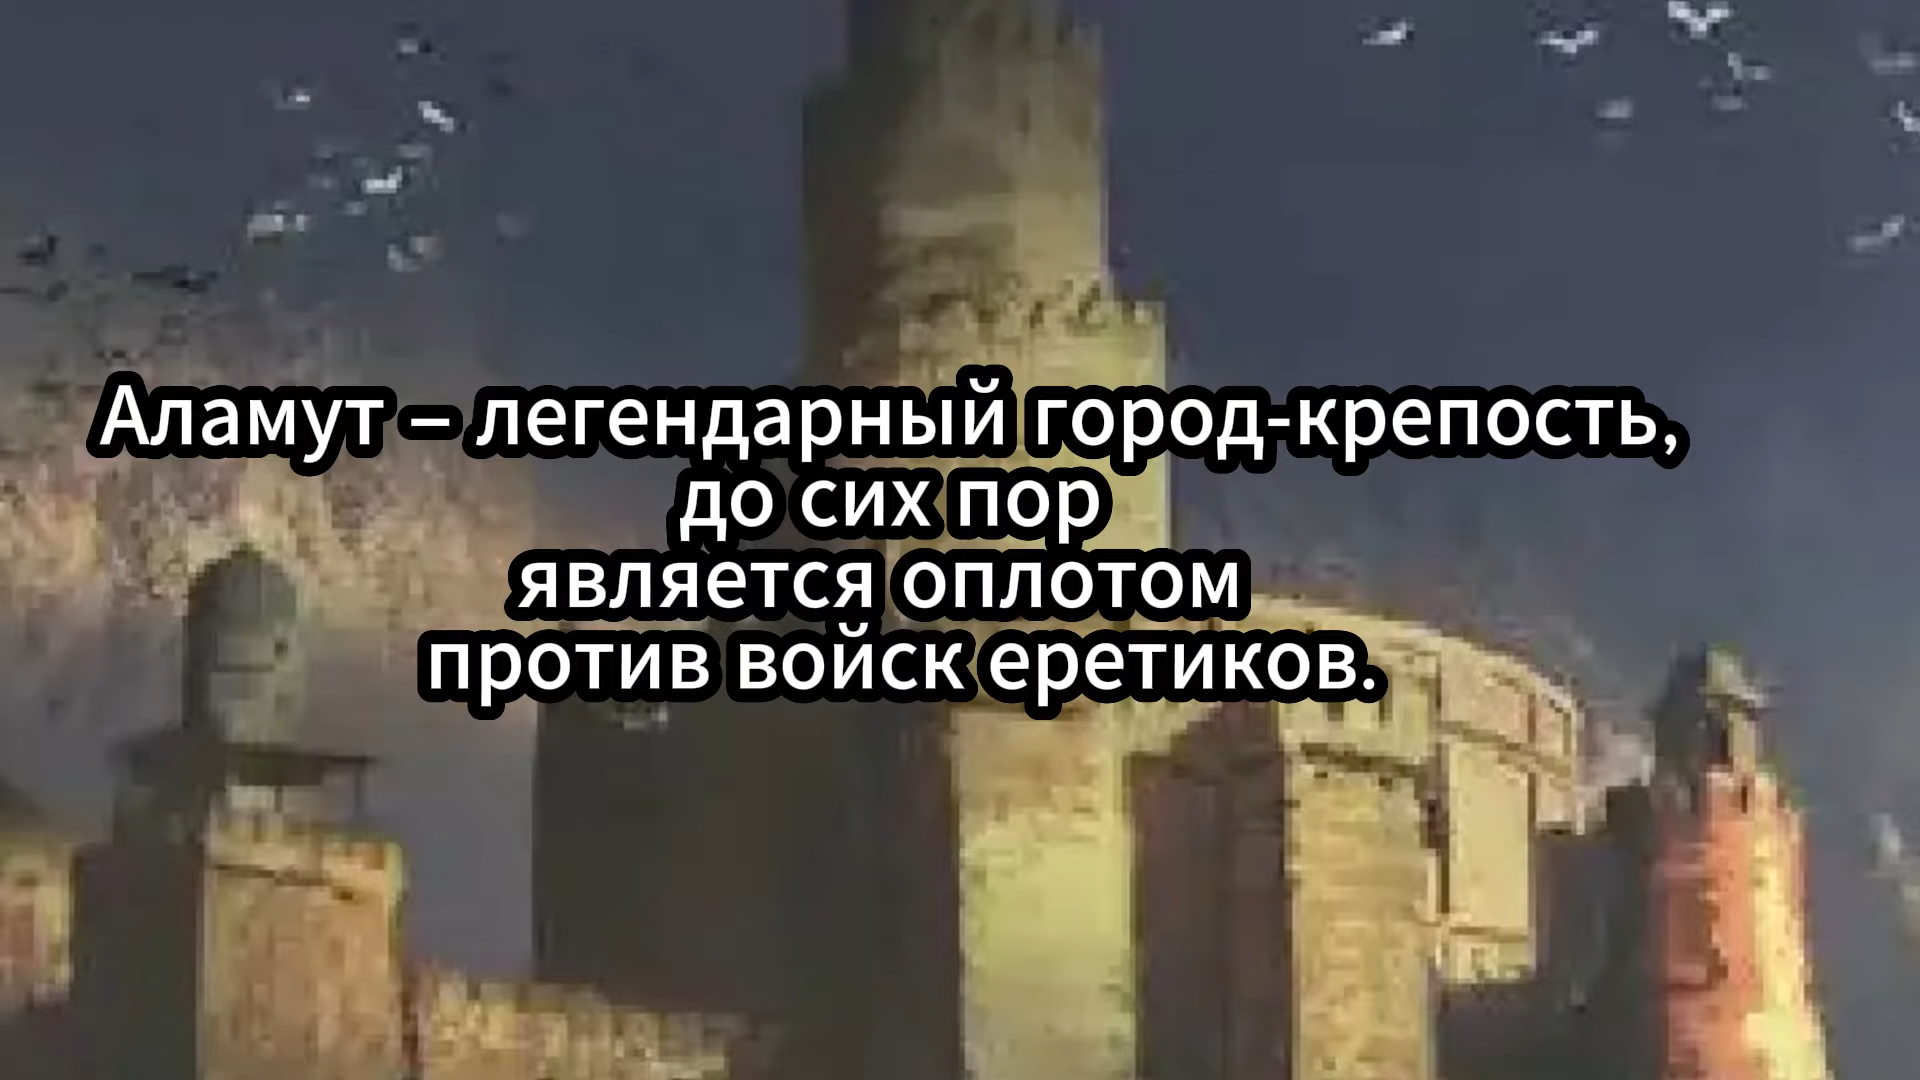 Аламут – легендарный город-крепость,
до сих пор
является оплотом
против войск еретиков.